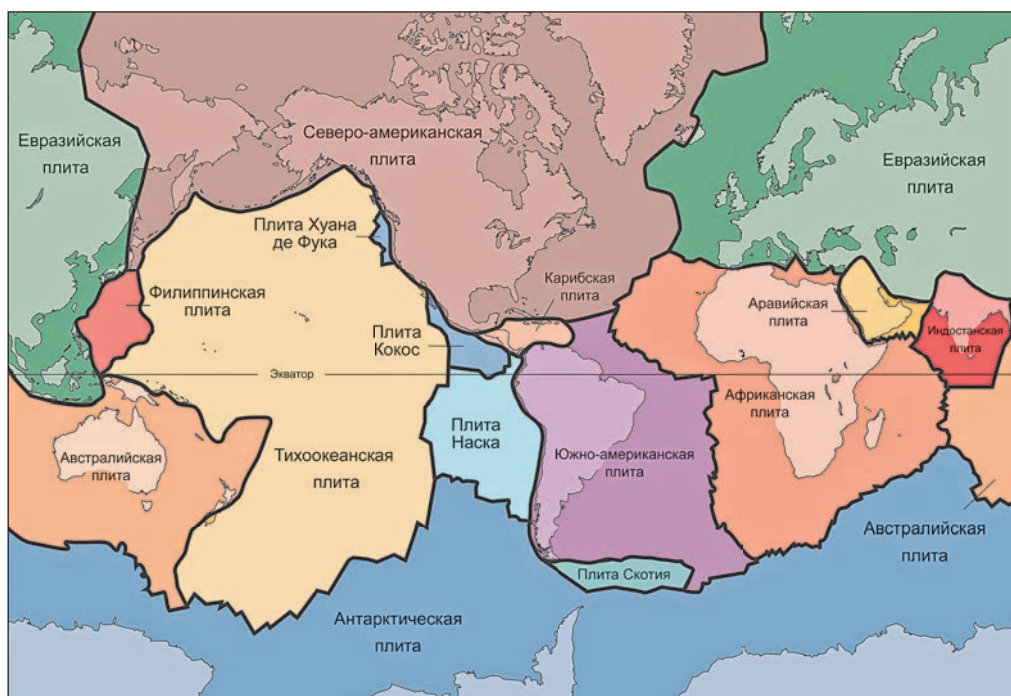 Северо-американская
плита
Евразийская
плита
Евразийская
плита
Плита Хуана
де Фука
Филиппинская
плита
Карибская
плита
Аравийская
плита
Плита
Кокос
Индостанская
плита
Экватор
Африканская
плита
Плита
Наска
Австралийская
плита
Тихоокеанская
плита
Южно-американская
плита
Австралийская
плита
Плита Скотия
Антарктическая
плита